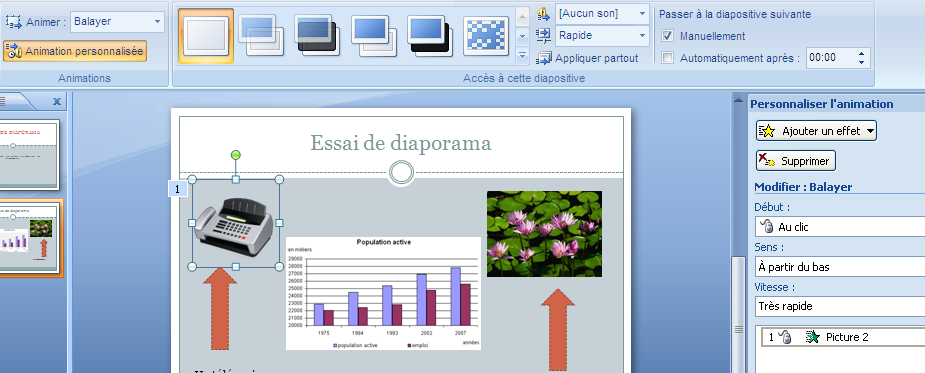 Animer : Balayer
Animation personnalisée
Animations
[Aucun son]
Rapide
Appliquer partout
Passer à la diapositive suivante
Manuellement
Automatiquement après : 00:00
Accès à cette diapositive
Essai de diaporama
1
Population active
en milliers
29000
28000
27000
26000
25000
24000
23000
22000
21000
20000
1975 1984 1993 2002 2007
années
population active emploi
Personnaliser l'animation
Ajouter un effet
Supprimer
Modifier : Balayer
Début :
Au clic
Sens :
À partir du bas
Vitesse :
Très rapide
1 Picture 2